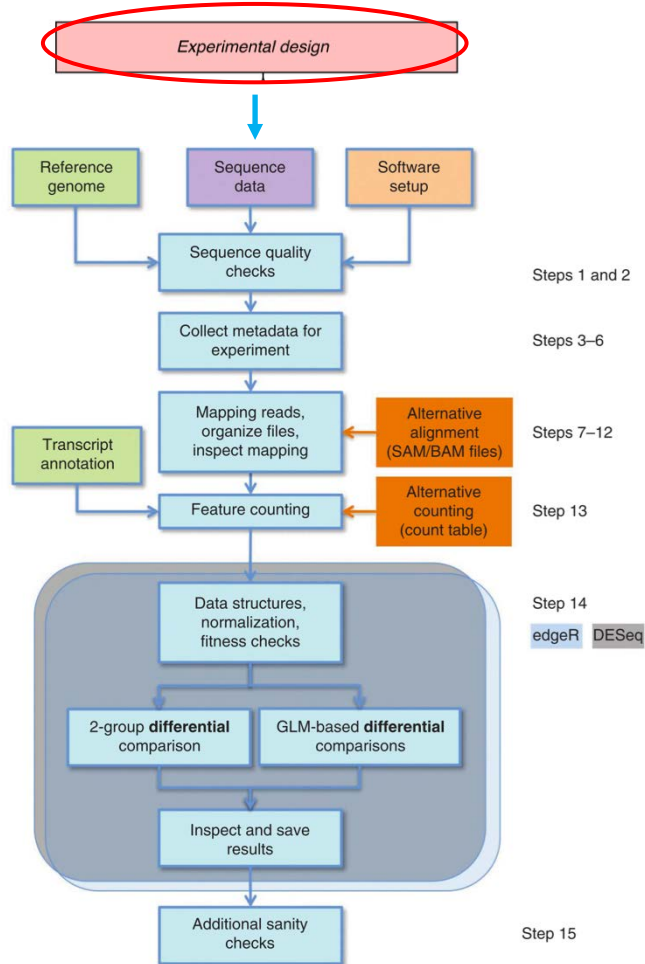 Experimental design
Reference
genome
Sequence
data
Software
setup
Sequence quality
checks
Steps 1 and 2
Collect metadata for
experiment
Steps 3–6
Mapping reads,
organize files,
inspect mapping
Alternative
alignment
(SAM/BAM files)
Steps 7–12
Transcript
annotation
Feature counting
Alternative
counting
(count table)
Step 13
Data structures,
normalization,
fitness checks
Step 14
edgeR
DESeq
2-group differential
comparison
GLM-based differential
comparisons
Inspect and save
results
Additional sanity
checks
Step 15